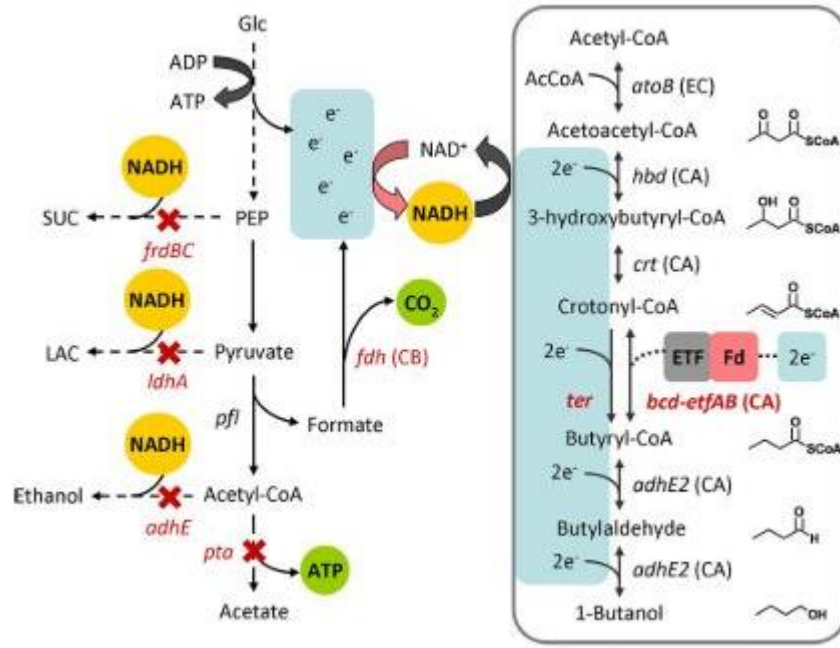 Glc
ADP
ATP
e-
e-
e-
e-
e-
e-
NAD+
NADH
NADH
SUC
PEP
frdBC
NADH
LAC
Pyruvate
ldhA
CO2
fdh (CB)
pfl
Formate
NADH
Ethanol
Acetyl-CoA
adhE
pta
ATP
Acetate
Acetyl-CoA
AcCoA
atoB (EC)
Acetoacetyl-CoA
O O
SCoA
2e-
hbd (CA)
3-hydroxybutyryl-CoA
OH O
SCoA
crt (CA)
Crotonyl-CoA
O
SCoA
2e-
ETF
Fd
2e-
ter
bcd-etfAB (CA)
Butyryl-CoA
O
SCoA
2e-
adhE2 (CA)
Butylaldehyde
O
H
2e-
adhE2 (CA)
1-Butanol
OH